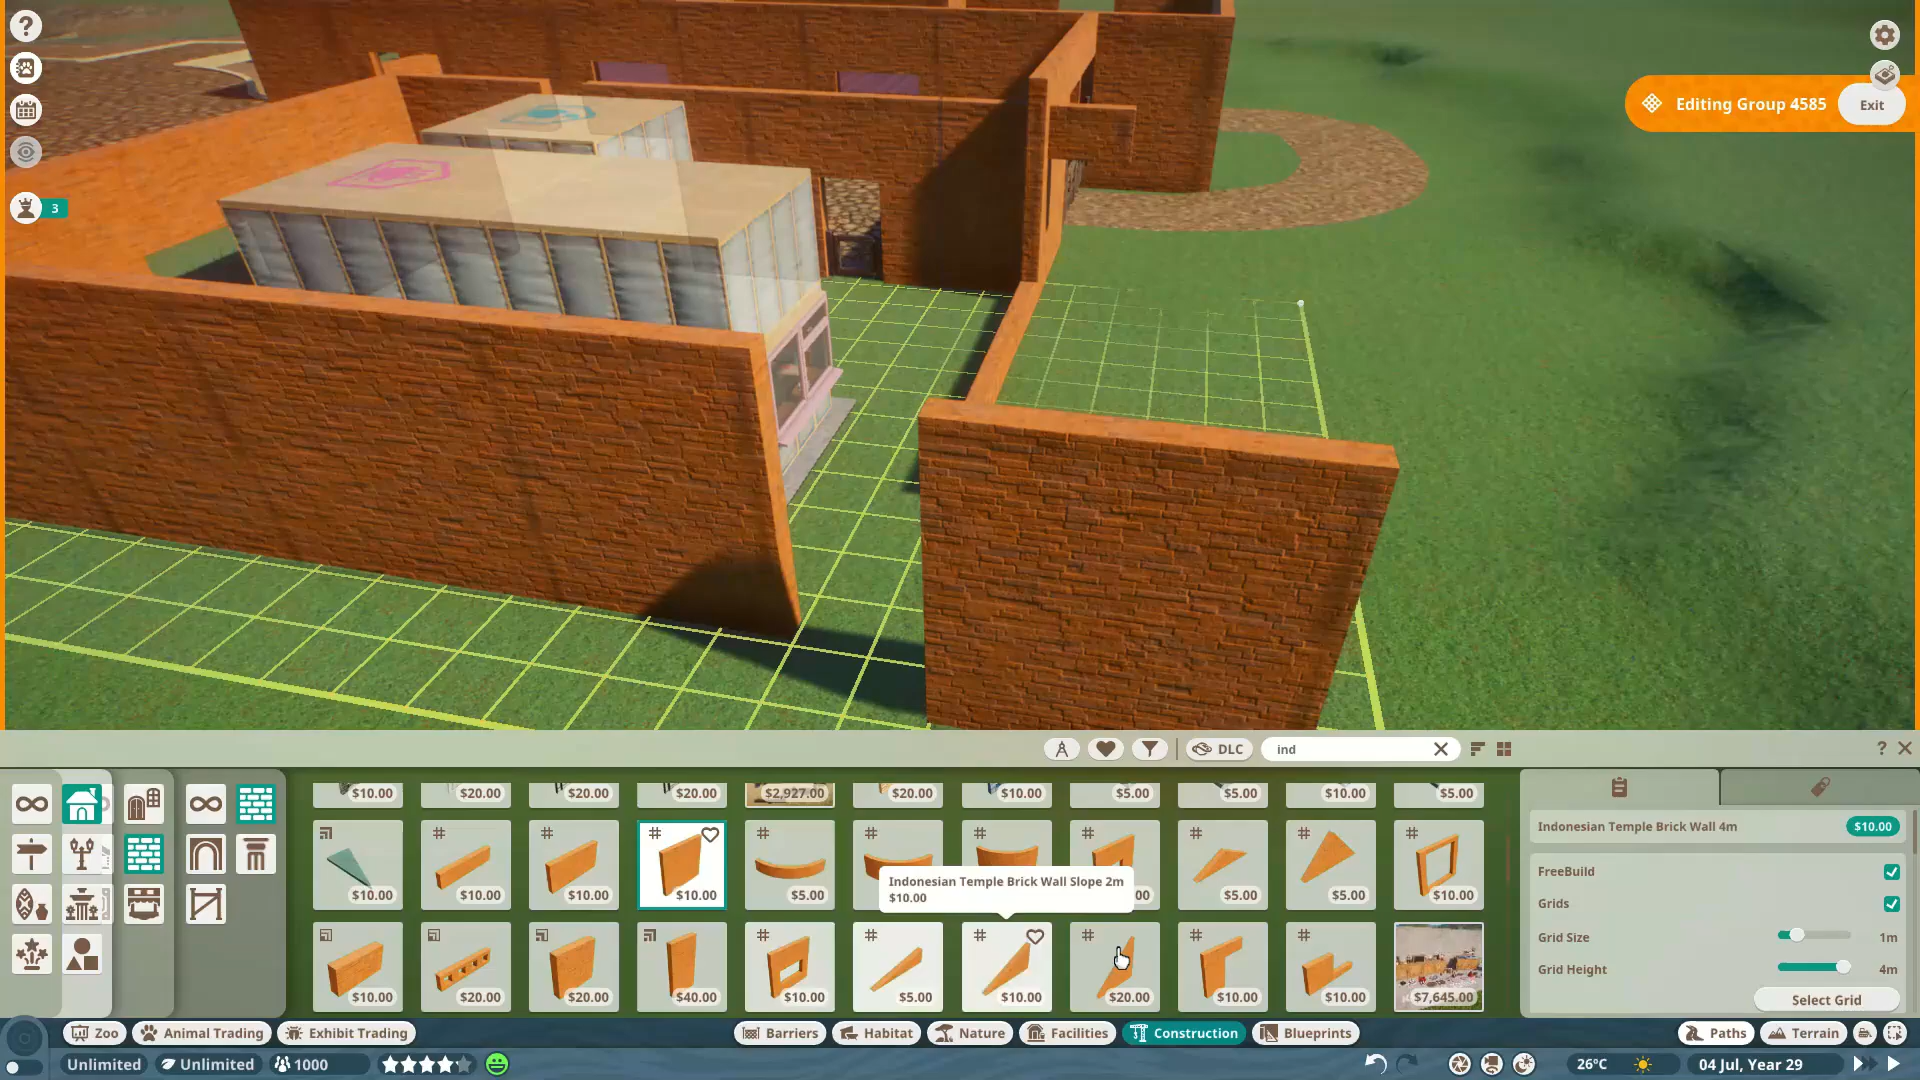 ?
Editing Group 4585
Exit
3
DLC
ind
?
$10.00
$20.00
$20.00
$20.00
$2,927.00
$20.00
$10.00
$5.00
$5.00
$10.00
$5.00
$10.00
$10.00
$10.00
$10.00
$5.00
Indonesian Temple Brick Wall Slope 2m
$10.00
$5.00
$5.00
$10.00
$10.00
$20.00
$20.00
$40.00
$10.00
$5.00
$10.00
$20.00
$10.00
$10.00
$7,645.00
Indonesian Temple Brick Wall 4m
$10.00
FreeBuild
Grids
Grid Size
1m
Grid Height
4m
Select Grid
Zoo
Animal Trading
Exhibit Trading
Barriers
Habitat
Nature
Facilities
Construction
Blueprints
Paths
Terrain
Unlimited
Unlimited
1000
26°C
04 Jul, Year 29